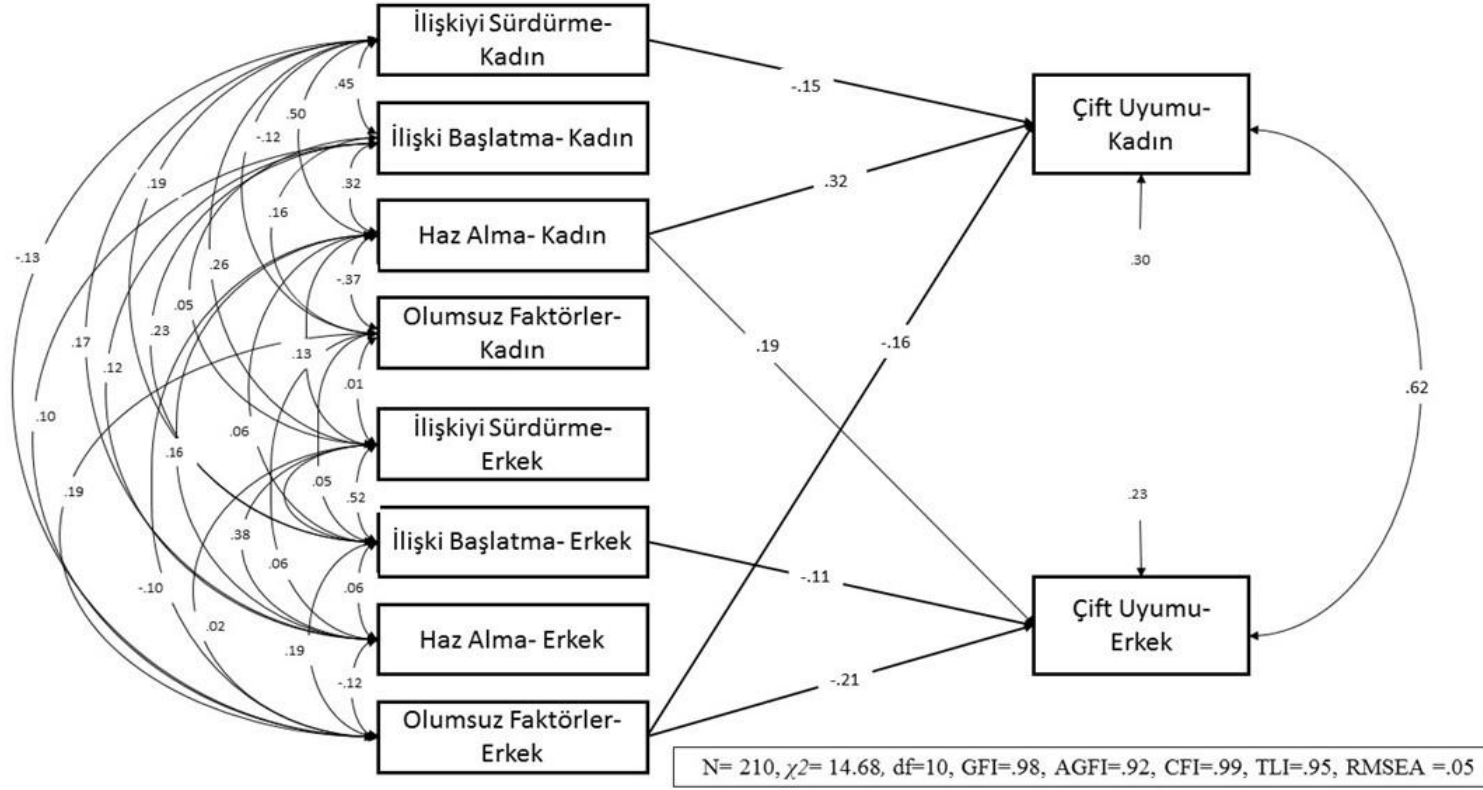 İlişkiyi Sürdürme-
Kadın
İlişki Başlatma- Kadın
Haz Alma- Kadın
Olumsuz Faktörler-
Kadın
İlişkiyi Sürdürme-
Erkek
İlişki Başlatma- Erkek
Haz Alma- Erkek
Olumsuz Faktörler-
Erkek
Çift Uyumu-
Kadın
Çift Uyumu-
Erkek
.45
.50
-.12
.19
.32
.16
-.13
.26
-.37
.05
.23
.17
.13
.12
.01
.10
.06
.16
.05
.52
.19
.38
.06
.06
-.10
.02
.19
-.12
-.15
.32
-.16
.19
-.11
-.21
.30
.23
.62
N= 210, χ2= 14.68, df=10, GFI=.98, AGFI=.92, CFI=.99, TLI=.95, RMSEA =.05